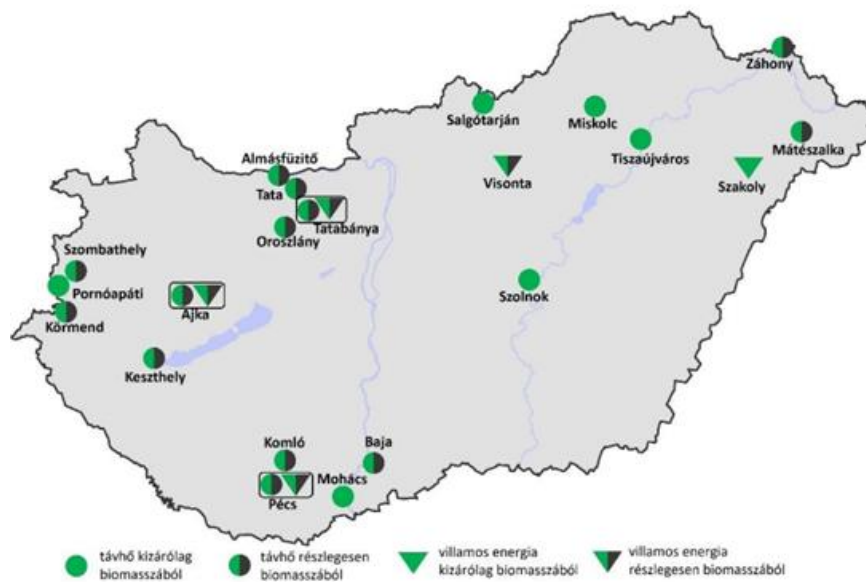 Záhony
Salgótarján
Miskolc
Tiszaújváros
Mátészalka
Almásfüzitő
Visonta
Szakoly
Tata
Tatabánya
Oroszlány
Szombathely
Pornóapáti
Szolnok
Ajka
Körmend
Keszthely
Komló
Baja
Mohács
Pécs
távhő kizárólag
biomasszából
távhő részlegesen
biomasszából
villamos energia
kizárólag biomasszából
villamos energia
részlegesen biomasszából